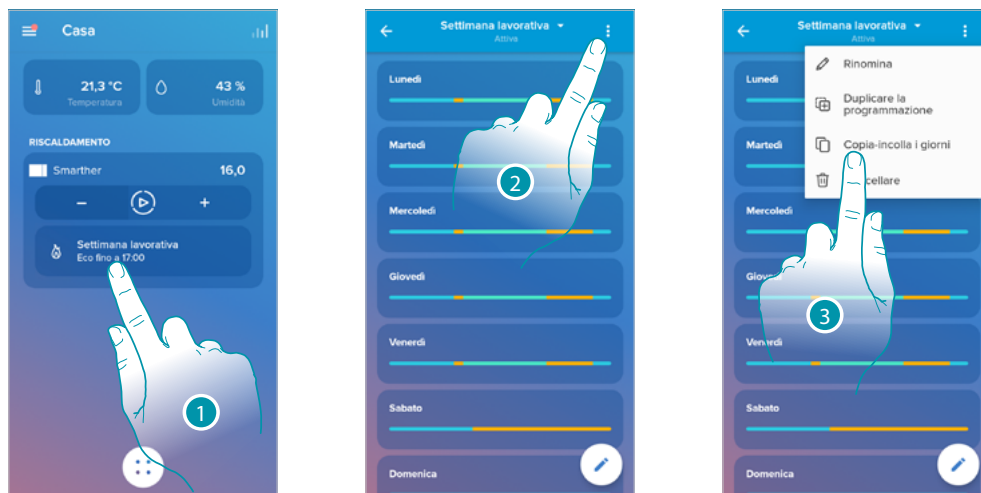 Casa
21,3 °C
Temperatura
43 %
Umidità
RISCALDAMENTO
Smarther
16,0
Settimana lavorativa
Eco fino a 17:00
1
Settimana lavorativa
Attiva
Lunedì
Martedì
2
Mercoledì
Giovedì
Venerdì
Sabato
Domenica
Settimana lavorativa
Attiva
Rinomina
Duplicare la
programmazione
Copia-incolla i giorni
cellare
Lunedì
Martedì
Mercoledì
Giov
3
Venerdì
Sabato
Domenica